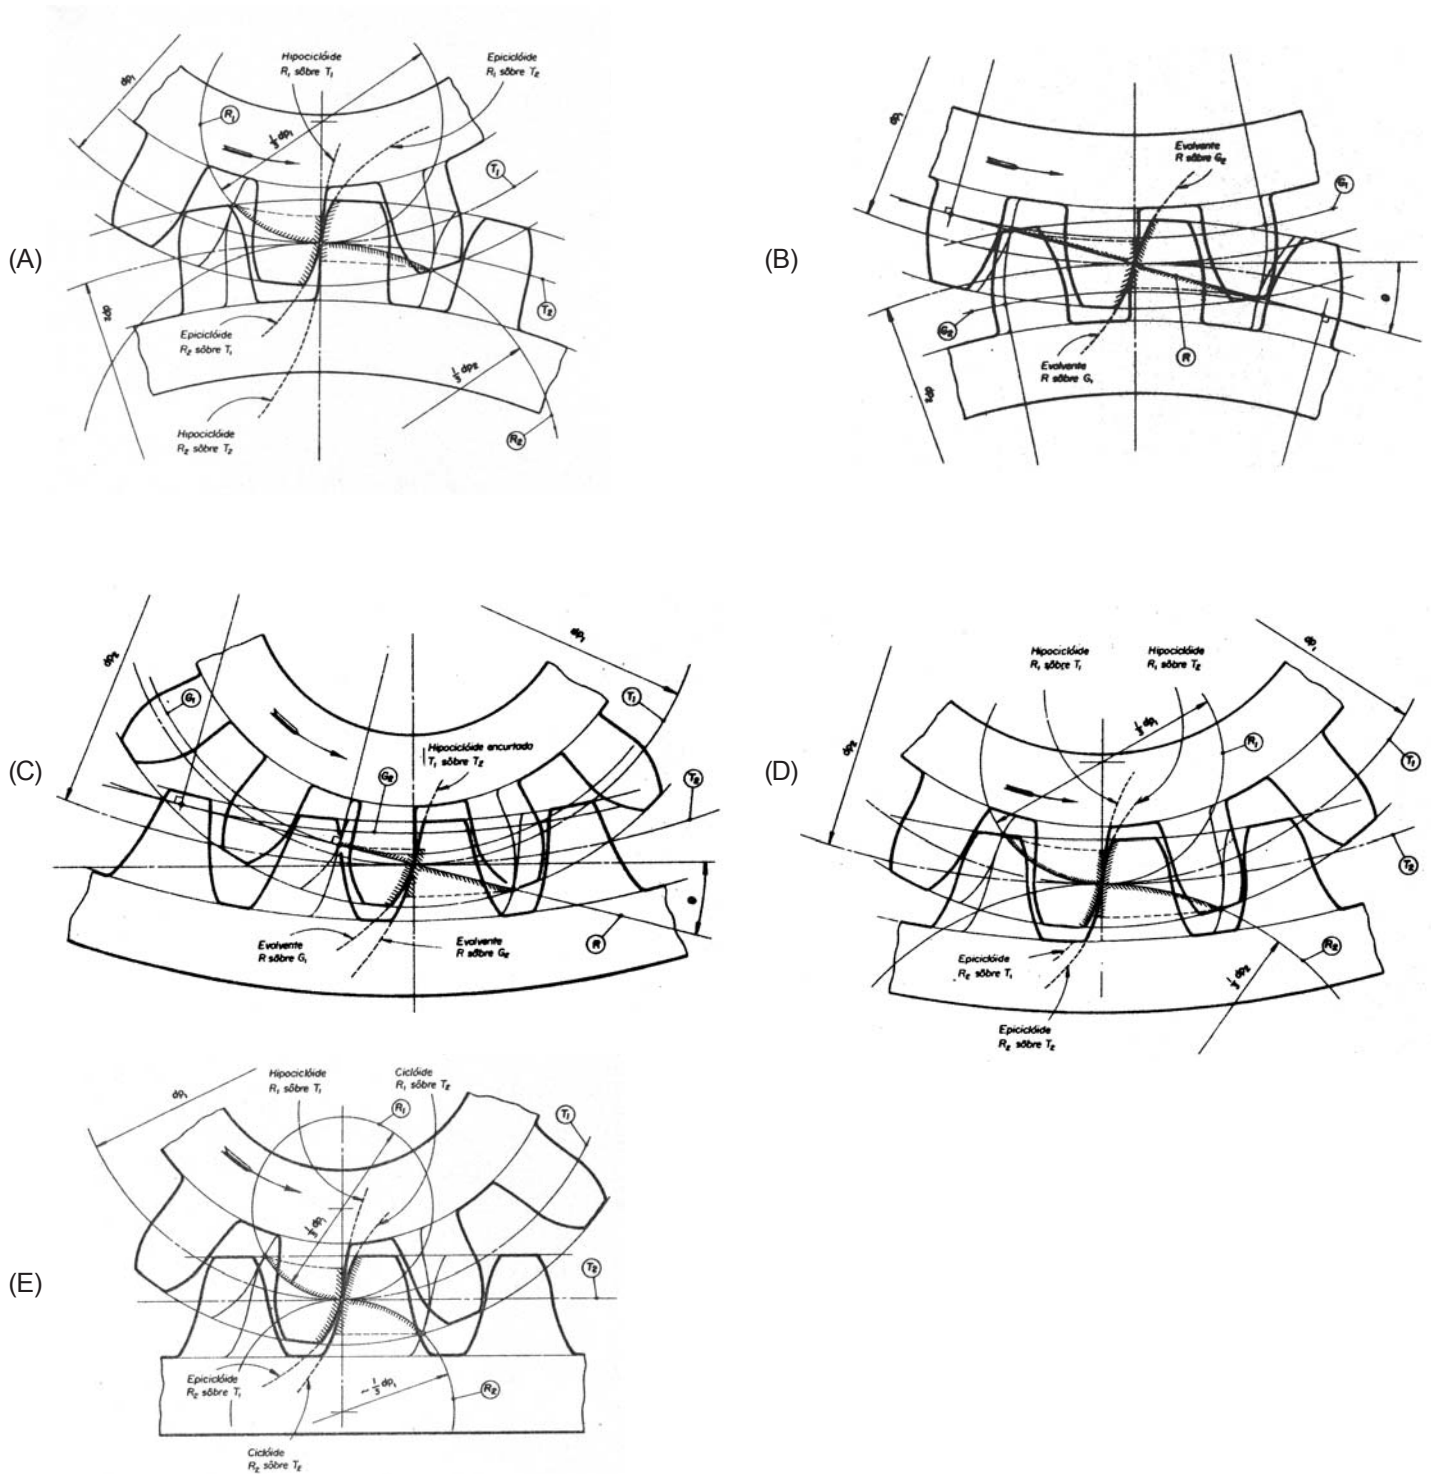 (A)
dp₁
Hipociclóide
R₁ sôbre T₁
Epiciclóide
R₁ sôbre T₂
R₁
1/3 dp₁
T₁
T₂
dp₂
Epiciclóide
R₂ sôbre T₁
1/3 dp₂
Hipociclóide
R₂ sôbre T₂
R₂
(B)
dp₁
Evolvente
R sôbre G₂
G₁
θ
G₂
dp₂
Evolvente
R sôbre G₁
R
(C)
dp₂
dp₁
G₁
T₁
Hipociclóide encurtada
T₁ sôbre T₂
G₂
T₂
θ
Evolvente
R sôbre G₁
Evolvente
R sôbre G₂
R
(D)
dp₂
Hipociclóide
R₁ sôbre T₁
Hipociclóide
R₁ sôbre T₂
dp₁
1/3 dp₁
R₁
T₁
T₂
Epiciclóide
R₂ sôbre T₁
R₂
1/3 dp₂
Epiciclóide
R₂ sôbre T₂
(E)
dp₁
Hipociclóide
R₁ sôbre T₁
Ciclóide
R₁ sôbre T₂
R₁
T₁
1/3 dp₁
T₂
Epiciclóide
R₂ sôbre T₁
~ 1/3 dp₁
R₂
Ciclóide
R₂ sôbre T₂